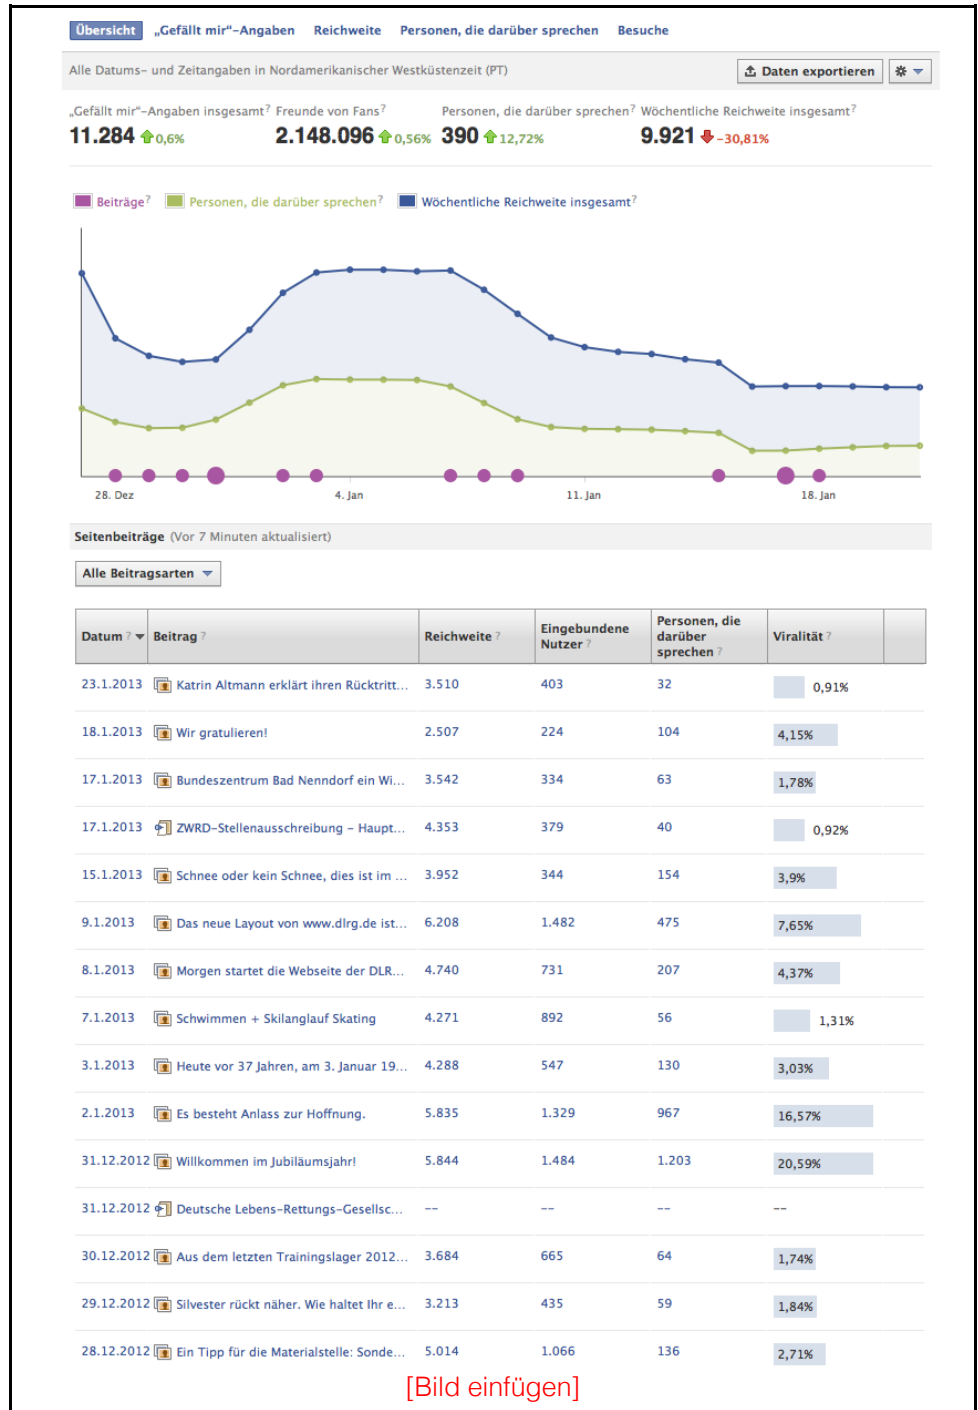 Übersicht „Gefällt mir“-Angaben Reichweite Personen, die darüber sprechen Besuche
Alle Datums- und Zeitangaben in Nordamerikanischer Westküstenzeit (PT) Daten exportieren
„Gefällt mir“-Angaben insgesamt? Freunde von Fans? Personen, die darüber sprechen? Wöchentliche Reichweite insgesamt?
11.284 0,6% 2.148.096 0,56% 390 12,72% 9.921 -30,81%
Beiträge? Personen, die darüber sprechen? Wöchentliche Reichweite insgesamt?
28. Dez 4. Jan 11. Jan 18. Jan
Seitenbeiträge (Vor 7 Minuten aktualisiert)
Alle Beitragsarten
Datum ? Beitrag ? Reichweite ? Eingebundene Nutzer ? Personen, die darüber sprechen ? Viralität ?
23.1.2013 Katrin Altmann erklärt ihren Rücktritt... 3.510 403 32 0,91%
18.1.2013 Wir gratulieren! 2.507 224 104 4,15%
17.1.2013 Bundeszentrum Bad Nenndorf ein Wi... 3.542 334 63 1,78%
17.1.2013 ZWRD-Stellenausschreibung - Haupt... 4.353 379 40 0,92%
15.1.2013 Schnee oder kein Schnee, dies ist im ... 3.952 344 154 3,9%
9.1.2013 Das neue Layout von www.dlrg.de ist... 6.208 1.482 475 7,65%
8.1.2013 Morgen startet die Webseite der DLR... 4.740 731 207 4,37%
7.1.2013 Schwimmen + Skilanglauf Skating 4.271 892 56 1,31%
3.1.2013 Heute vor 37 Jahren, am 3. Januar 19... 4.288 547 130 3,03%
2.1.2013 Es besteht Anlass zur Hoffnung. 5.835 1.329 967 16,57%
31.12.2012 Willkommen im Jubiläumsjahr! 5.844 1.484 1.203 20,59%
31.12.2012 Deutsche Lebens-Rettungs-Gesellsc... -- -- -- --
30.12.2012 Aus dem letzten Trainingslager 2012... 3.684 665 64 1,74%
29.12.2012 Silvester rückt näher. Wie haltet Ihr e... 3.213 435 59 1,84%
28.12.2012 Ein Tipp für die Materialstelle: Sonde... 5.014 1.066 136 2,71%
[Bild einfügen]